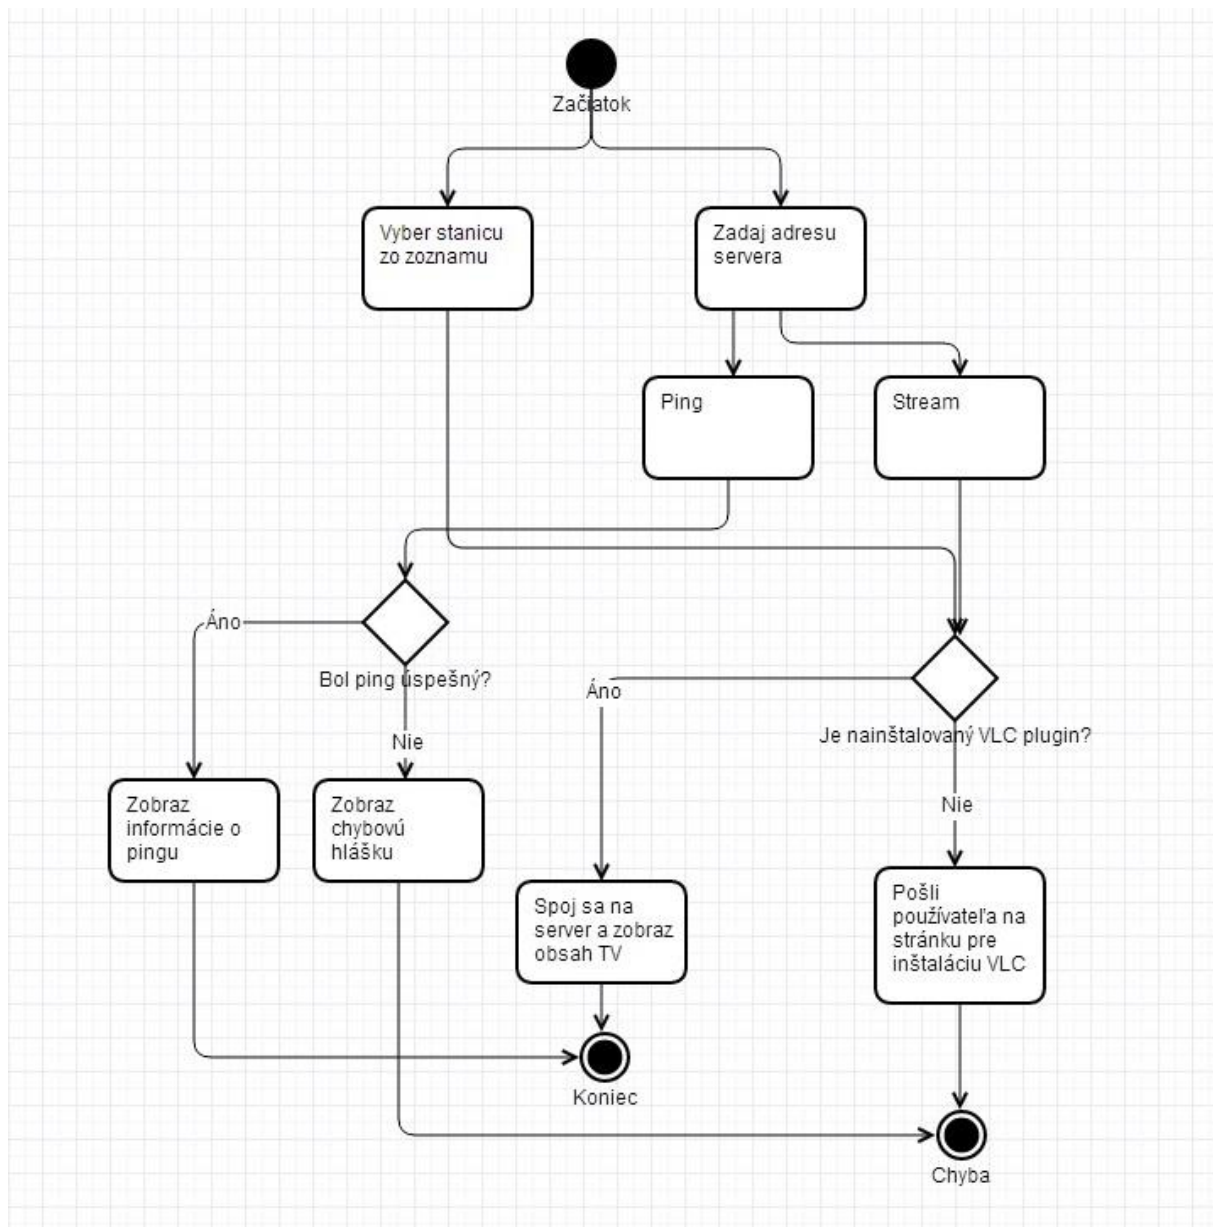 Začiatok
Vyber stanicu
zo zoznamu
Zadaj adresu
servera
Ping
Stream
Áno
Bol ping úspešný?
Nie
Áno
Je nainštalovaný VLC plugin?
Nie
Zobraz
informácie o
pingu
Zobraz
chybovú
hlášku
Spoj sa na
server a zobraz
obsah TV
Pošli
používateľa na
stránku pre
inštaláciu VLC
Koniec
Chyba